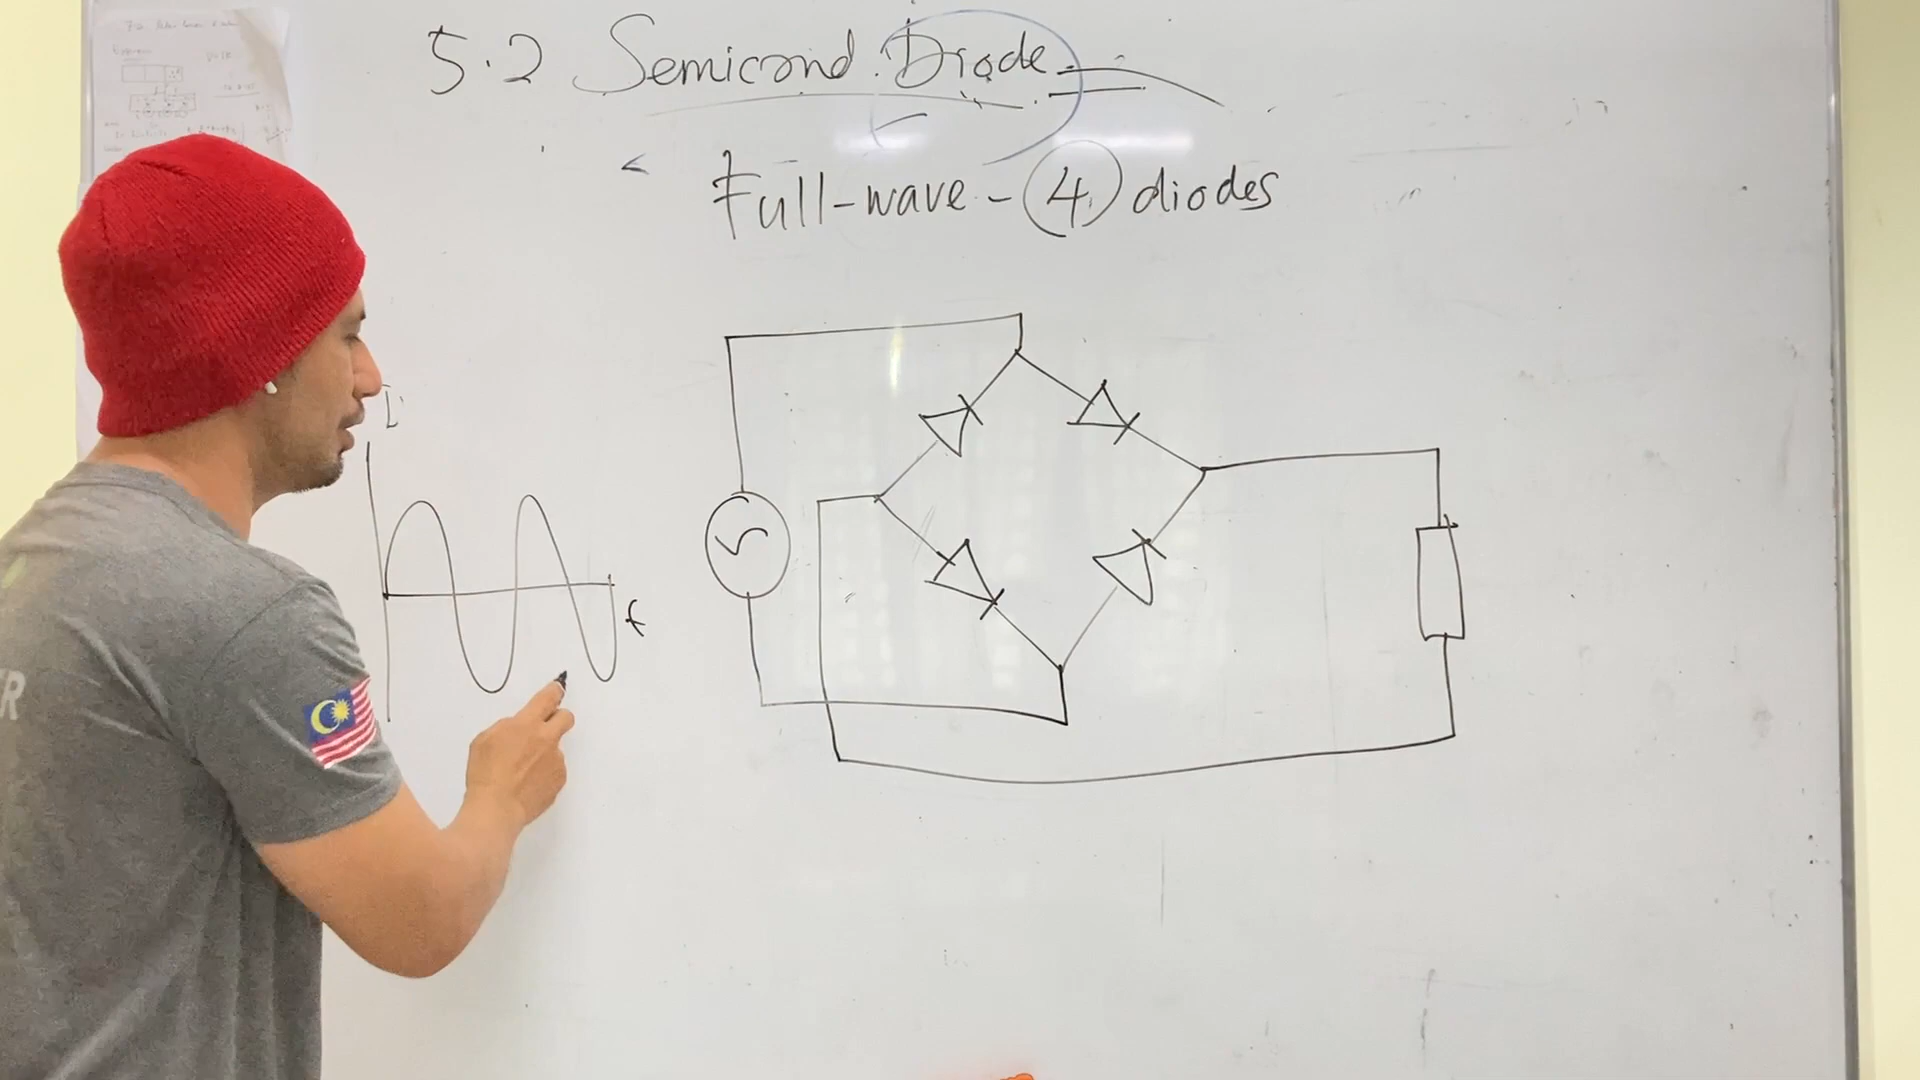 5.2 Semicond. Diode
Full-wave - 4 diodes
I
t
R